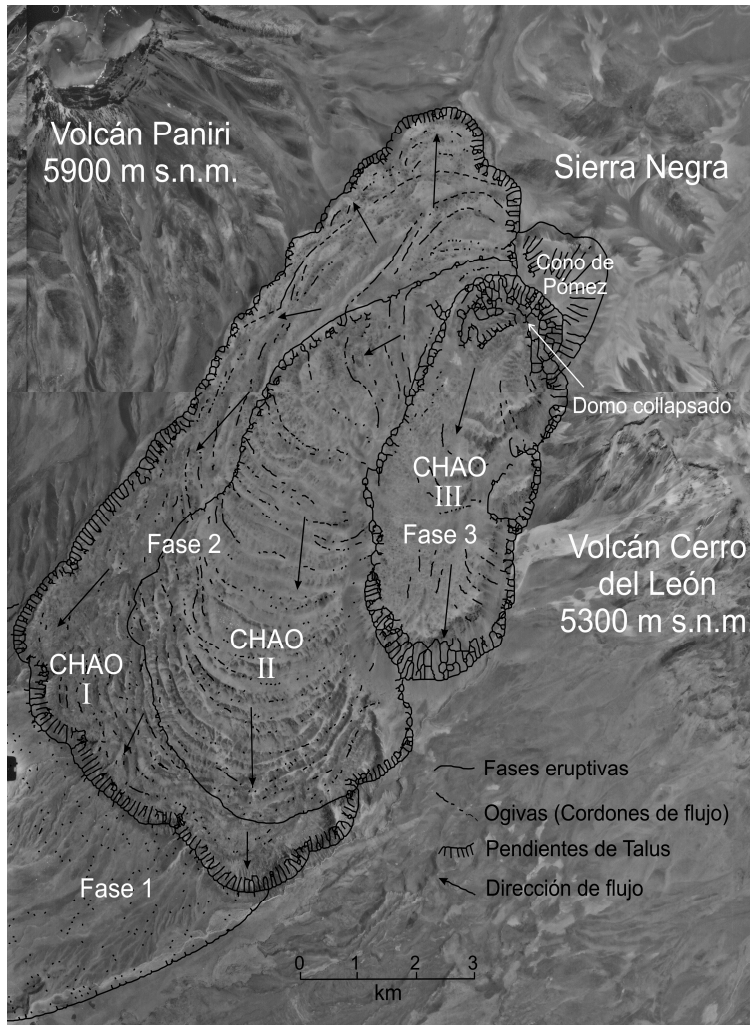 Volcán Paniri
5900 m s.n.m.
Sierra Negra
Cono de
Pómez
Domo collapsado
CHAO
III
Fase 3
Volcán Cerro
del León
5300 m s.n.m
Fase 2
CHAO
II
CHAO
I
Fases eruptivas
Ogivas (Cordones de flujo)
Pendientes de Talus
Dirección de flujo
Fase 1
0 1 2 3
km